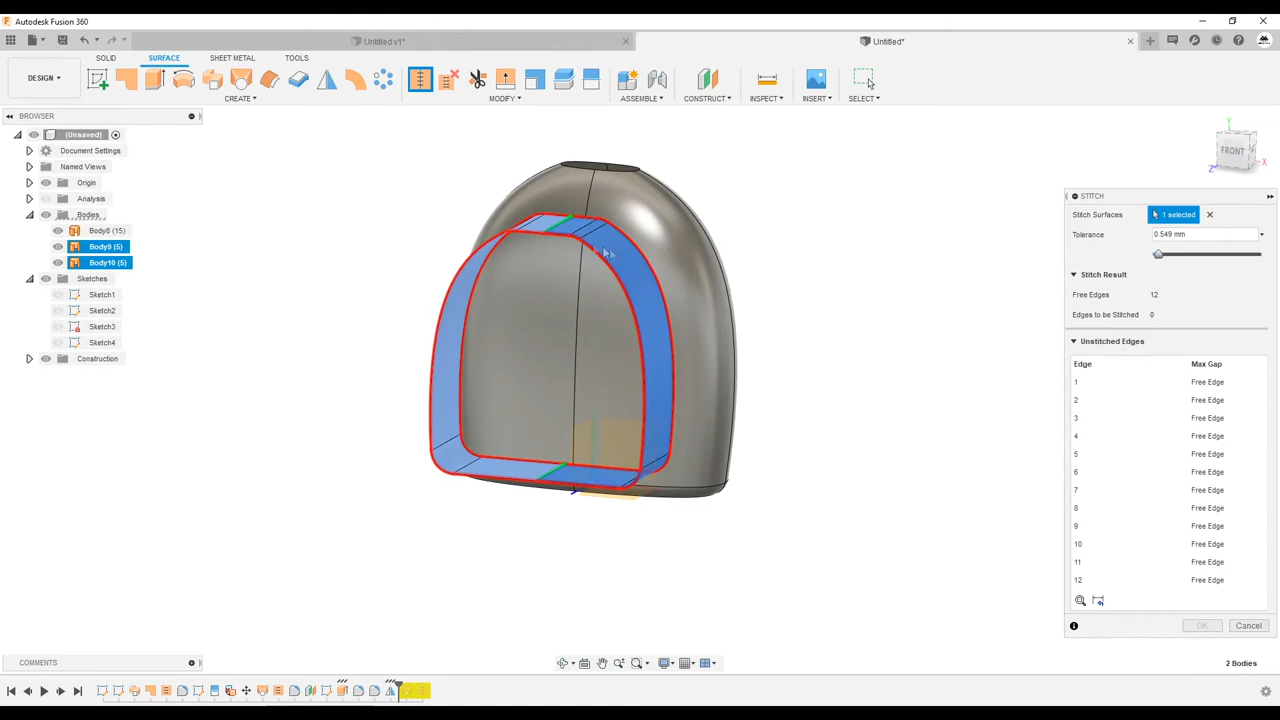 Autodesk Fusion 360
Untitled v1*
Untitled*
SOLID SURFACE SHEET METAL TOOLS
DESIGN
CREATE MODIFY ASSEMBLE CONSTRUCT INSPECT INSERT SELECT
BROWSER
(Unsaved)
Document Settings
Named Views
Origin
Analysis
Bodies
Body8 (15)
Body9 (5)
Body10 (5)
Sketches
Sketch1
Sketch2
Sketch3
Sketch4
Construction
Y
FRONT
X
Z
STITCH
Stitch Surfaces 1 selected
Tolerance 0.549 mm
Stitch Result
Free Edges 12
Edges to be Stitched 0
Unstitched Edges
Edge Max Gap
1 Free Edge
2 Free Edge
3 Free Edge
4 Free Edge
5 Free Edge
6 Free Edge
7 Free Edge
8 Free Edge
9 Free Edge
10 Free Edge
11 Free Edge
12 Free Edge
OK Cancel
COMMENTS
2 Bodies